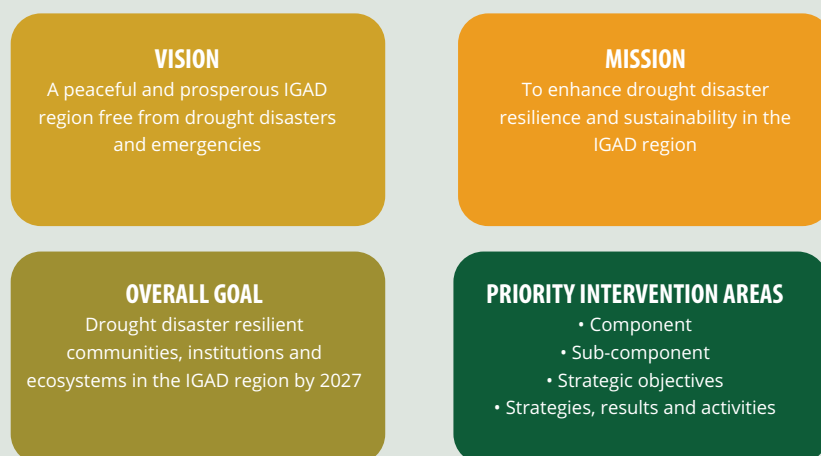 VISION
A peaceful and prosperous IGAD
region free from drought disasters
and emergencies
MISSION
To enhance drought disaster
resilience and sustainability in the
IGAD region
OVERALL GOAL
Drought disaster resilient
communities, institutions and
ecosystems in the IGAD region by 2027
PRIORITY INTERVENTION AREAS
• Component
• Sub-component
• Strategic objectives
• Strategies, results and activities